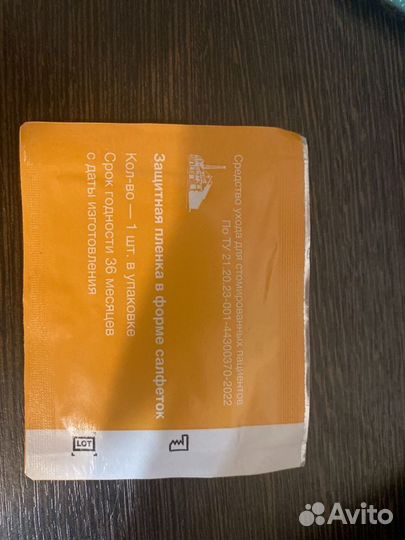 Средство ухода для стомированных пациентов
По ТУ 21.20.23-001-44300370-2022
Защитная пленка в форме салфеток
Кол-во — 1 шт. в упаковке
Срок годности 36 месяцев
с даты изготовления
LOT
Avito